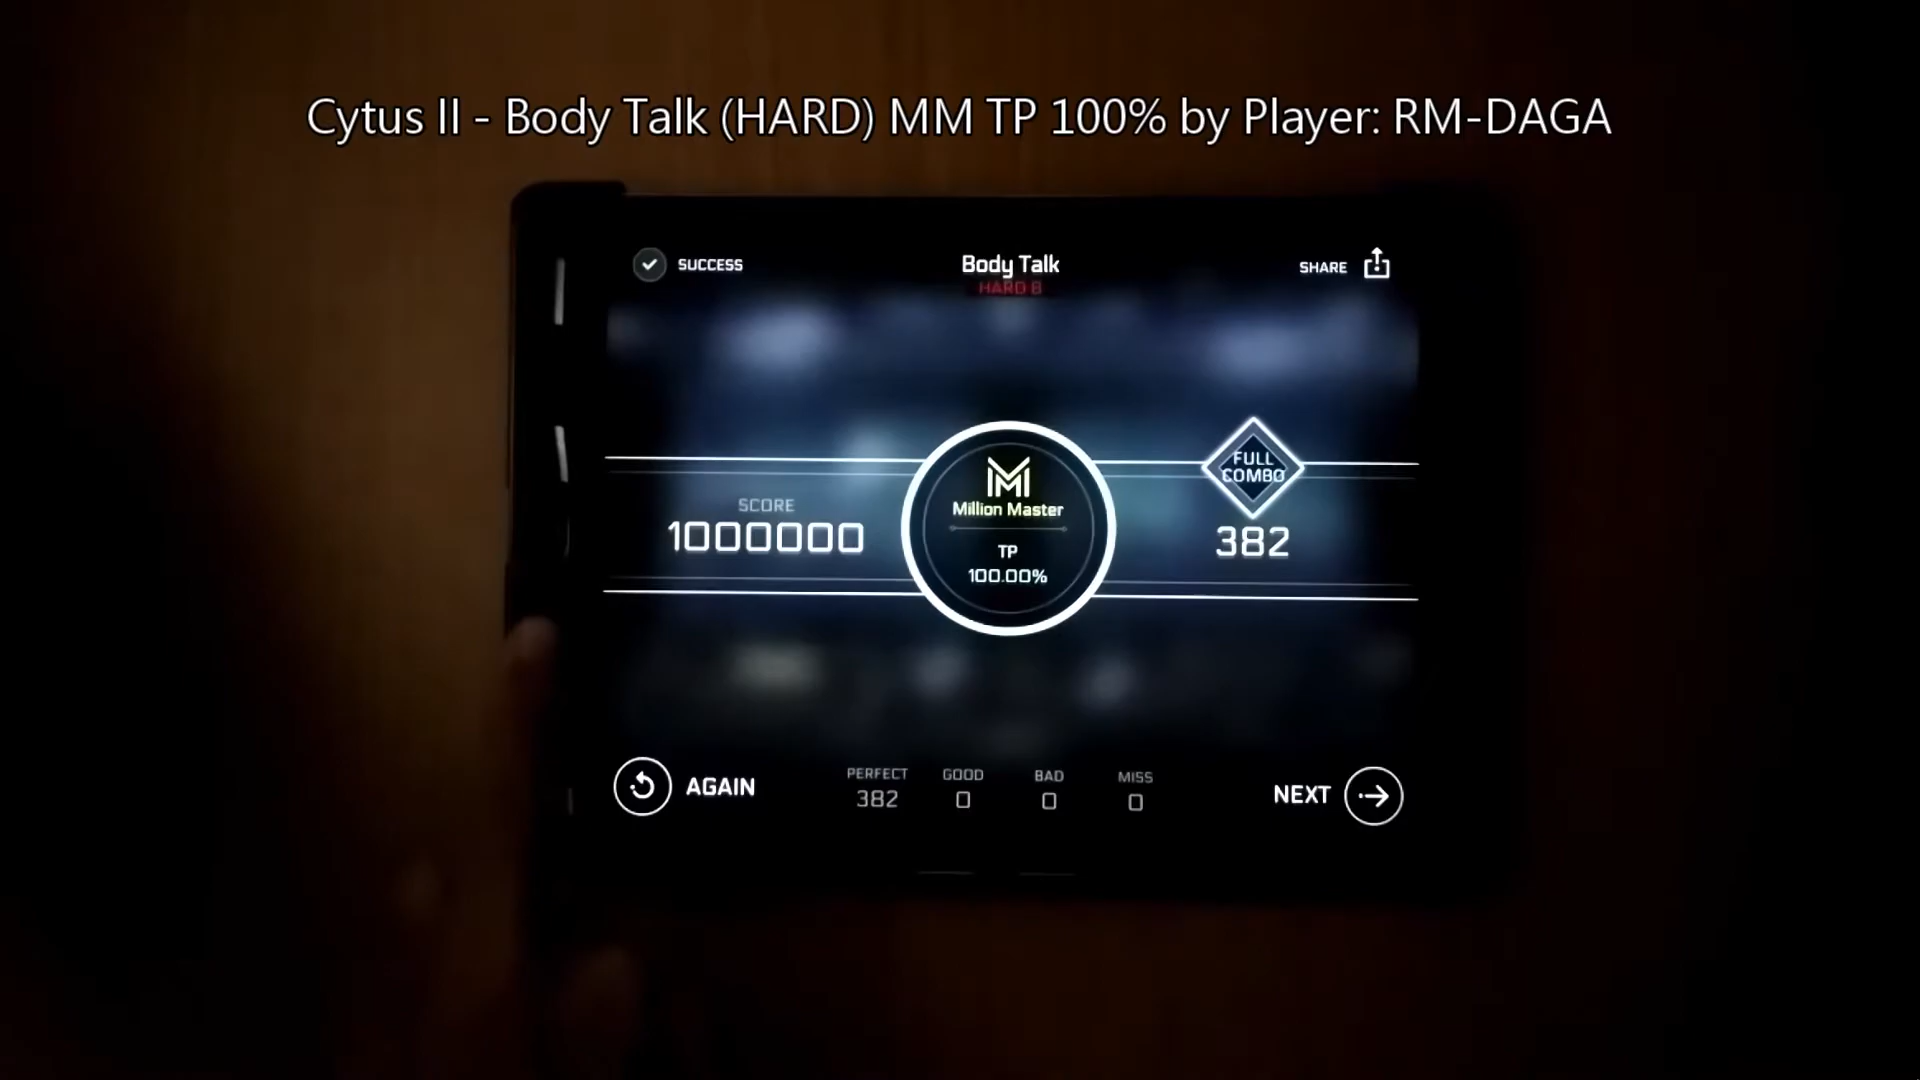 Cytus II - Body Talk (HARD) MM TP 100% by Player: RM-DAGA
SUCCESS
Body Talk
SHARE
HARD 8
FULL
COMBO
Million Master
SCORE
1000000
382
TP
100.00%
AGAIN
PERFECT
GOOD
BAD
MISS
382
0
0
0
NEXT